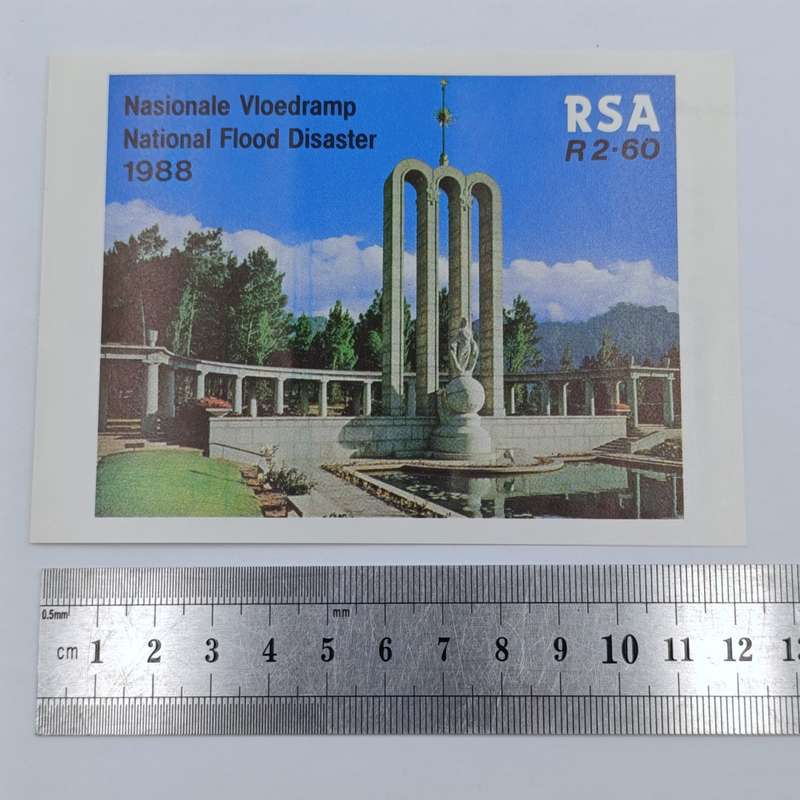 Nasionale Vloedramp
National Flood Disaster
1988
RSA
R2·60
0.5mm
mm
cm 1 2 3 4 5 6 7 8 9 10 11 12 13